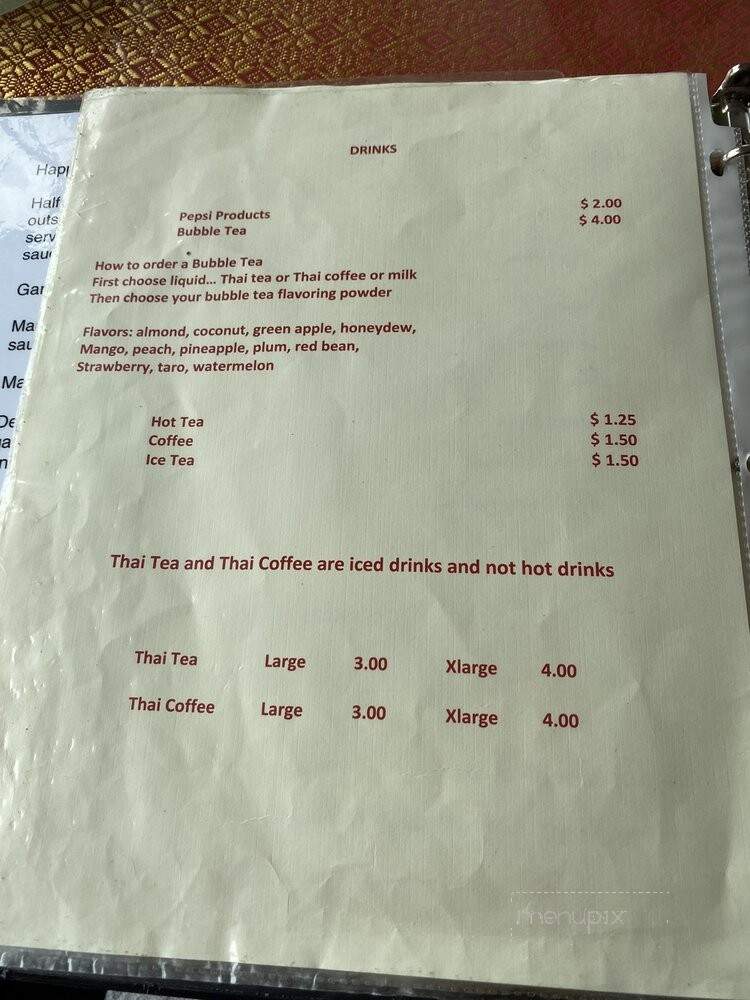 DRINKS
Pepsi Products $ 2.00
Bubble Tea $ 4.00
How to order a Bubble Tea
First choose liquid... Thai tea or Thai coffee or milk
Then choose your bubble tea flavoring powder
Flavors: almond, coconut, green apple, honeydew,
Mango, peach, pineapple, plum, red bean,
Strawberry, taro, watermelon
Hot Tea $ 1.25
Coffee $ 1.50
Ice Tea $ 1.50
Thai Tea and Thai Coffee are iced drinks and not hot drinks
Thai Tea Large 3.00 Xlarge 4.00
Thai Coffee Large 3.00 Xlarge 4.00
menupix